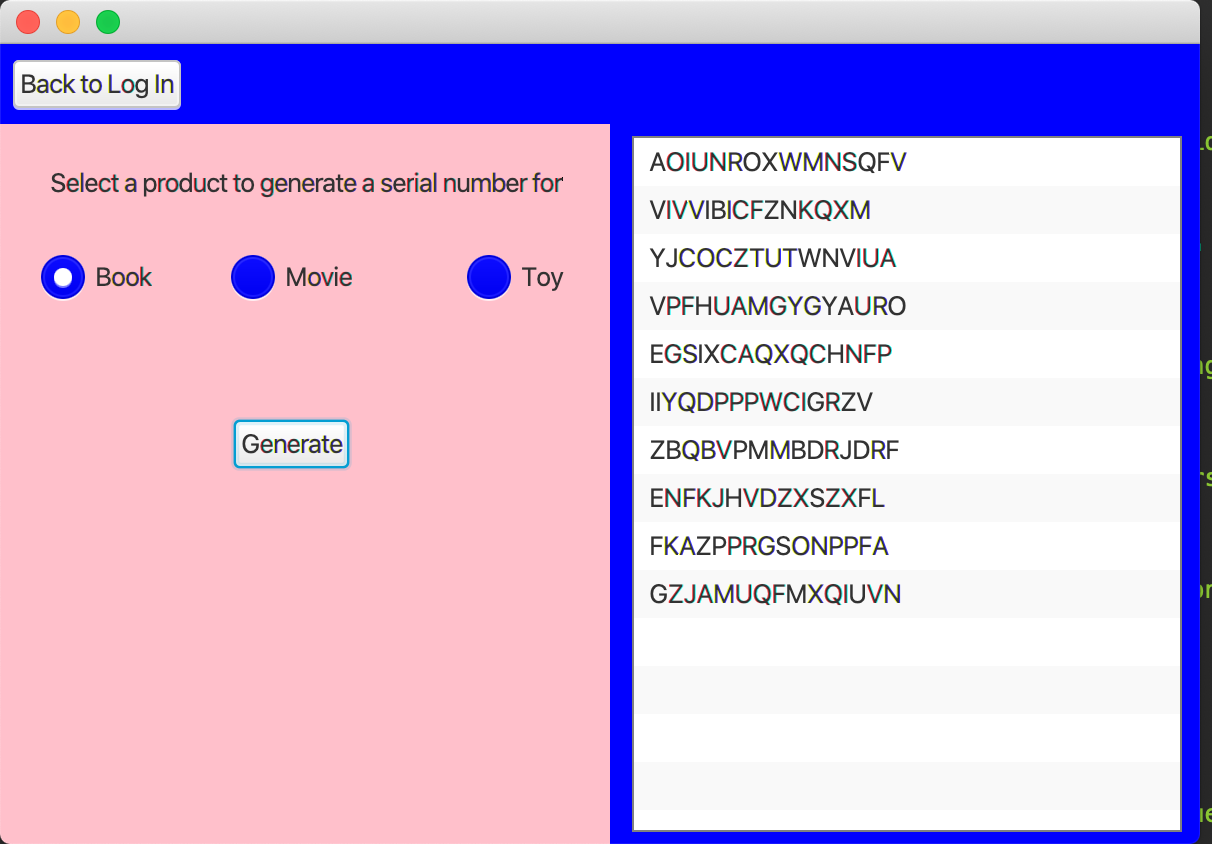 Back to Log In
Select a product to generate a serial number for
Book Movie Toy
Generate
AOIUNROXWMNSQFV
VIVVIBICFZNKQXM
YJCOCZTUTWNVIUA
VPFHUAMGYGYAURO
EGSIXCAQXQCHNFP
IIYQDPPPWCIGRZV
ZBQBVPMMBDRJDRF
ENFKJHVDZXSZXFL
FKAZPPRGSONPPFA
GZJAMUQFMXQIUVN